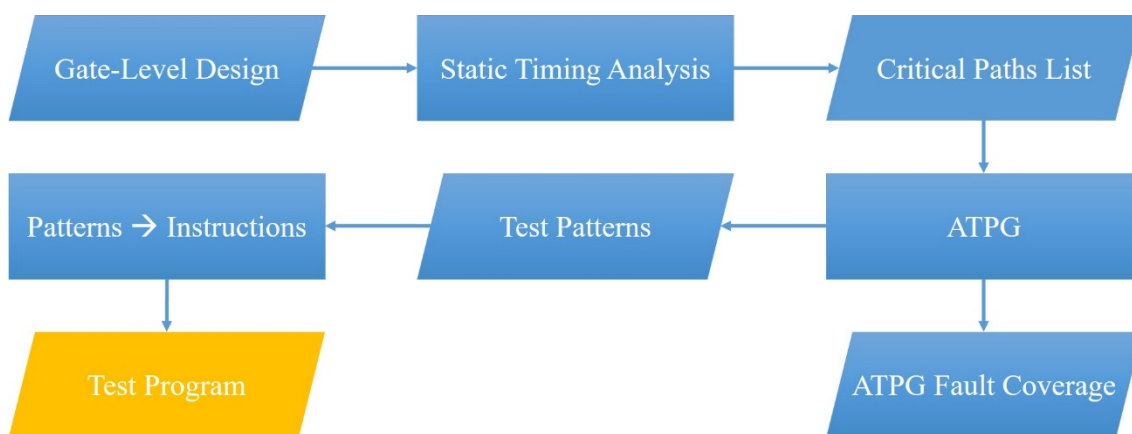 Gate-Level Design
Static Timing Analysis
Critical Paths List
Patterns → Instructions
Test Patterns
ATPG
Test Program
ATPG Fault Coverage